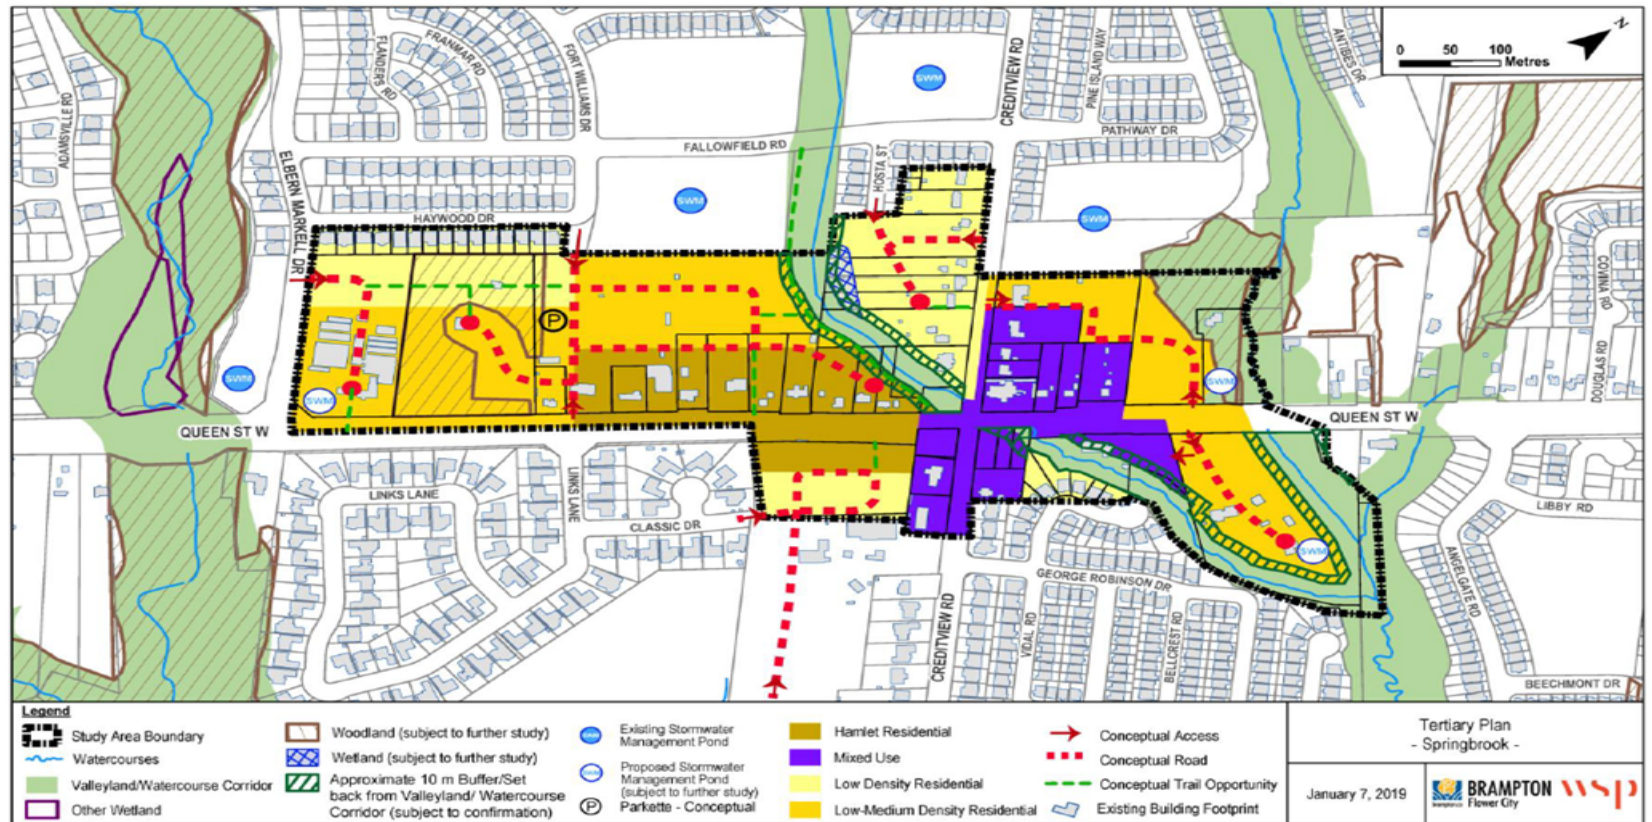 ADAMSVILLE RD
FLANDERS RD
FRANMAR RD
FORT WILLIAMS DR
SWM
CREDITVIEW RD
PINE ISLAND WAY
ANTIBES DR
0 50 100
Metres
N
PATHWAY DR
FALLOWFIELD RD
HOSTA ST
ELBERN MARKELL DR
HAYWOOD DR
SWM
SWM
COVINA RD
DOUGLAS RD
P
SWM
SWM
SWM
QUEEN ST W
QUEEN ST W
LINKS LANE
LINKS LANE
CLASSIC DR
LIBBY RD
SWM
ANGELGATE RD
GEORGE ROBINSON DR
CREDITVIEW RD
VIDAL RD
BELLCREST RD
BEECHMONT DR
Legend
Study Area Boundary
Watercourses
Valleyland/Watercourse Corridor
Other Wetland
Woodland (subject to further study)
Wetland (subject to further study)
Approximate 10 m Buffer/Set
back from Valleyland/ Watercourse
Corridor (subject to confirmation)
SWM
Existing Stormwater
Management Pond
SWM
Proposed Stormwater
Management Pond
(subject to further study)
P
Parkette - Conceptual
Hamlet Residential
Mixed Use
Low Density Residential
Low-Medium Density Residential
Conceptual Access
Conceptual Road
Conceptual Trail Opportunity
Existing Building Footprint
Tertiary Plan
- Springbrook -
January 7, 2019
BRAMPTON
Flower City
wsp